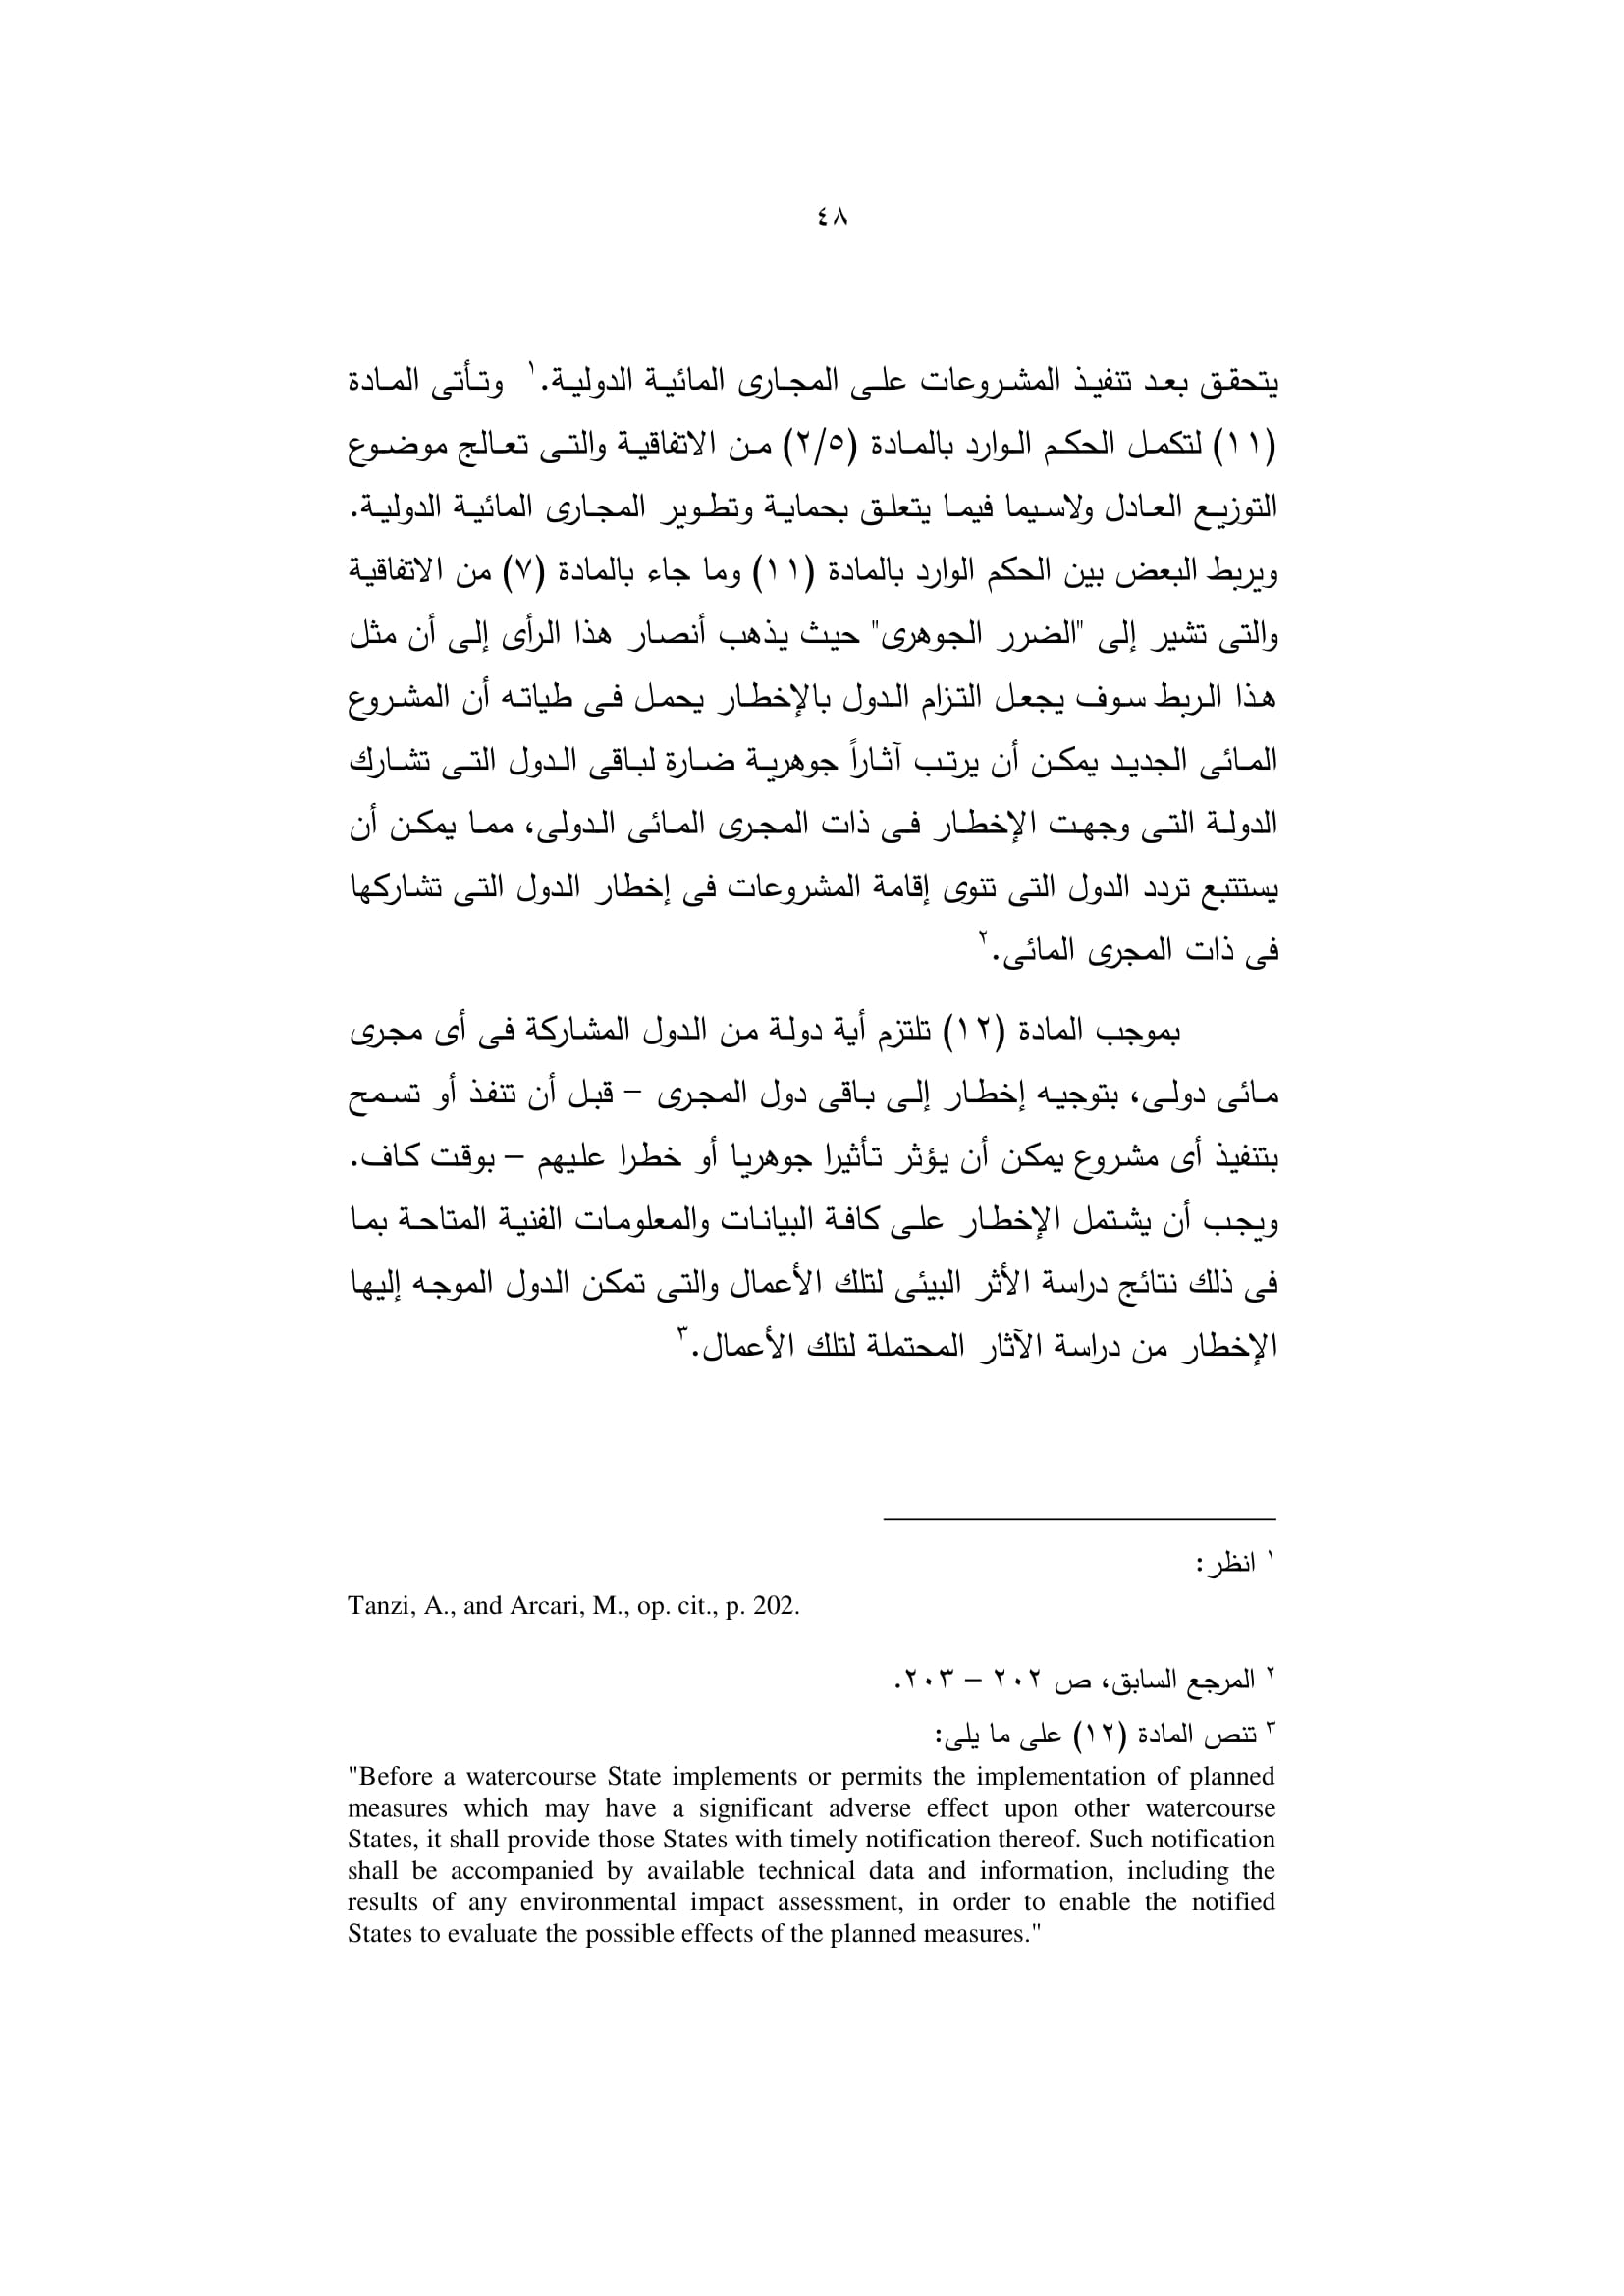 ٤٨
يتحقق بعد تنفيذ المشروعات على المجارى المائية الدولية.١ وتأتى المادة
(١١) لتكمل الحكم الوارد بالمادة (٢/٥) من الاتفاقية والتى تعالج موضوع
التوزيع العادل ولاسيما فيما يتعلق بحماية وتطوير المجارى المائية الدولية.
ويربط البعض بين الحكم الوارد بالمادة (١١) وما جاء بالمادة (٧) من الاتفاقية
والتى تشير إلى "الضرر الجوهرى" حيث يذهب أنصار هذا الرأى إلى أن مثل
هذا الربط سوف يجعل التزام الدول بالإخطار يحمل فى طياته أن المشروع
المائى الجديد يمكن أن يرتب آثاراً جوهرية ضارة لباقى الدول التى تشارك
الدولة التى وجهت الإخطار فى ذات المجرى المائى الدولى، مما يمكن أن
يستتبع تردد الدول التى تنوى إقامة المشروعات فى إخطار الدول التى تشاركها
فى ذات المجرى المائى.٢
بموجب المادة (١٢) تلتزم أية دولة من الدول المشاركة فى أى مجرى
مائى دولى، بتوجيه إخطار إلى باقى دول المجرى – قبل أن تنفذ أو تسمح
بتنفيذ أى مشروع يمكن أن يؤثر تأثيرا جوهريا أو خطرا عليهم – بوقت كاف.
ويجب أن يشتمل الإخطار على كافة البيانات والمعلومات الفنية المتاحة بما
فى ذلك نتائج دراسة الأثر البيئى لتلك الأعمال والتى تمكن الدول الموجه إليها
الإخطار من دراسة الآثار المحتملة لتلك الأعمال.٣
١ انظر:
Tanzi, A., and Arcari, M., op. cit., p. 202.
٢ المرجع السابق، ص ٢٠٢ – ٢٠٣.
٣ تنص المادة (١٢) على ما يلى:
"Before a watercourse State implements or permits the implementation of planned
measures which may have a significant adverse effect upon other watercourse
States, it shall provide those States with timely notification thereof. Such notification
shall be accompanied by available technical data and information, including the
results of any environmental impact assessment, in order to enable the notified
States to evaluate the possible effects of the planned measures."